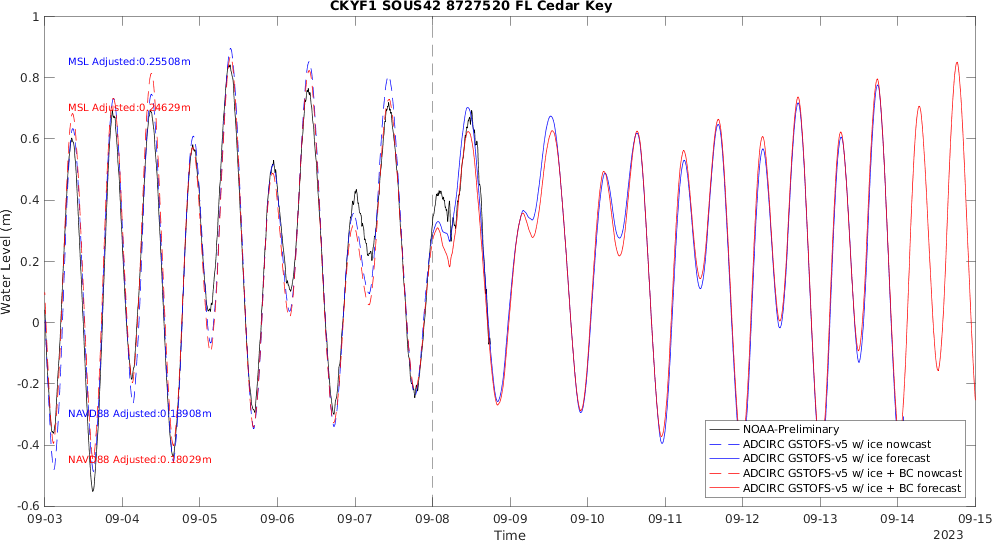 CKYF1 SOUS42 8727520 FL Cedar Key
1
0.8
0.6
0.4
0.2
0
-0.2
-0.4
-0.6
Water Level (m)
MSL Adjusted:0.25508m
MSL Adjusted:0.24629m
NAVD88 Adjusted:0.18908m
NAVD88 Adjusted:0.18029m
NOAA-Preliminary
ADCIRC GSTOFS-v5 w/ ice nowcast
ADCIRC GSTOFS-v5 w/ ice forecast
ADCIRC GSTOFS-v5 w/ ice + BC nowcast
ADCIRC GSTOFS-v5 w/ ice + BC forecast
09-03 09-04 09-05 09-06 09-07 09-08 09-09 09-10 09-11 09-12 09-13 09-14 09-15
Time
2023